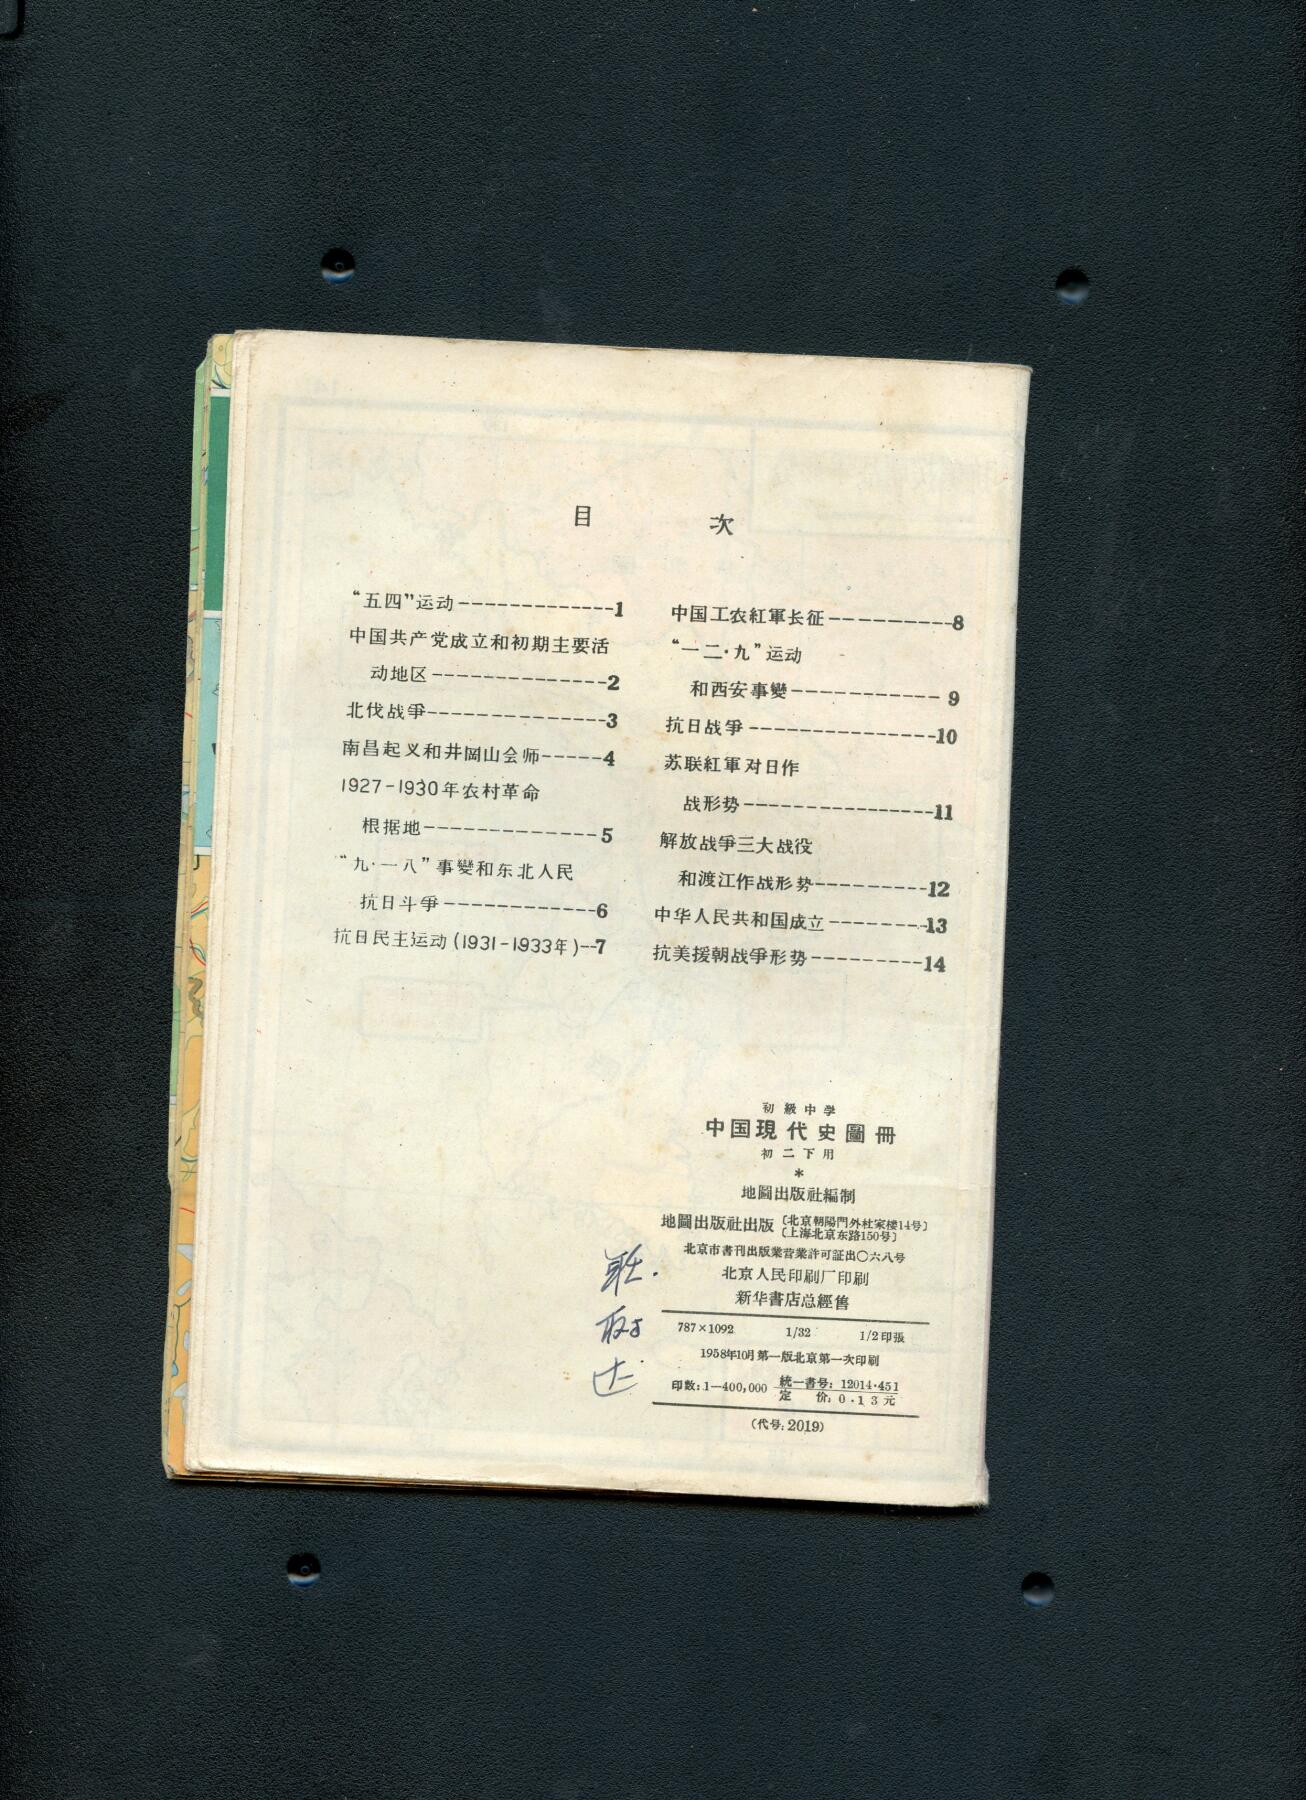 目 次
“五四”运动-------------1
中国共产党成立和初期主要活
动地区--------------2
北伐战爭--------------3
南昌起义和井岡山会师-----4
1927-1930年农村革命
根据地-------------5
“九·一八”事變和东北人民
抗日斗爭------------6
抗日民主运动(1931-1933年)--7
中国工农紅軍长征---------8
“一二·九”运动
和西安事變-----------9
抗日战爭--------------10
苏联紅軍对日作
战形势---------------11
解放战爭三大战役
和渡江作战形势---------12
中华人民共和国成立--------13
抗美援朝战爭形势---------14
初級中学
中国現代史圖冊
初二下用
*
地圖出版社編制
地圖出版社出版〔北京朝陽門外杜家楼14号〕
〔上海北京东路150号〕
北京市書刊出版業营業許可証出〇六八号
北京人民印刷厂印刷
新华書店总經售
787×1092 1/32 1/2印張
1958年10月第一版北京第一次印刷
印数:1—400,000 統一書号:12014·451
定 价:0.13元
(代号:2019)